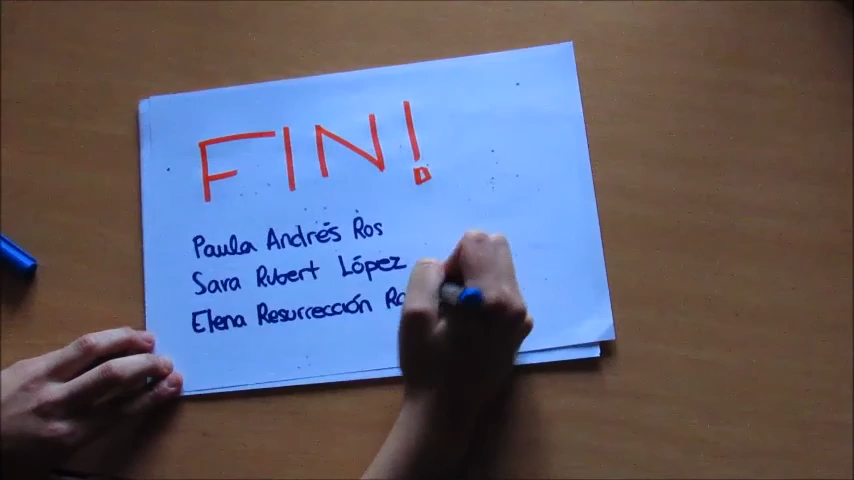 FIN!
Paula Andrés Ros
Sara Rubert López
Elena Resurrección